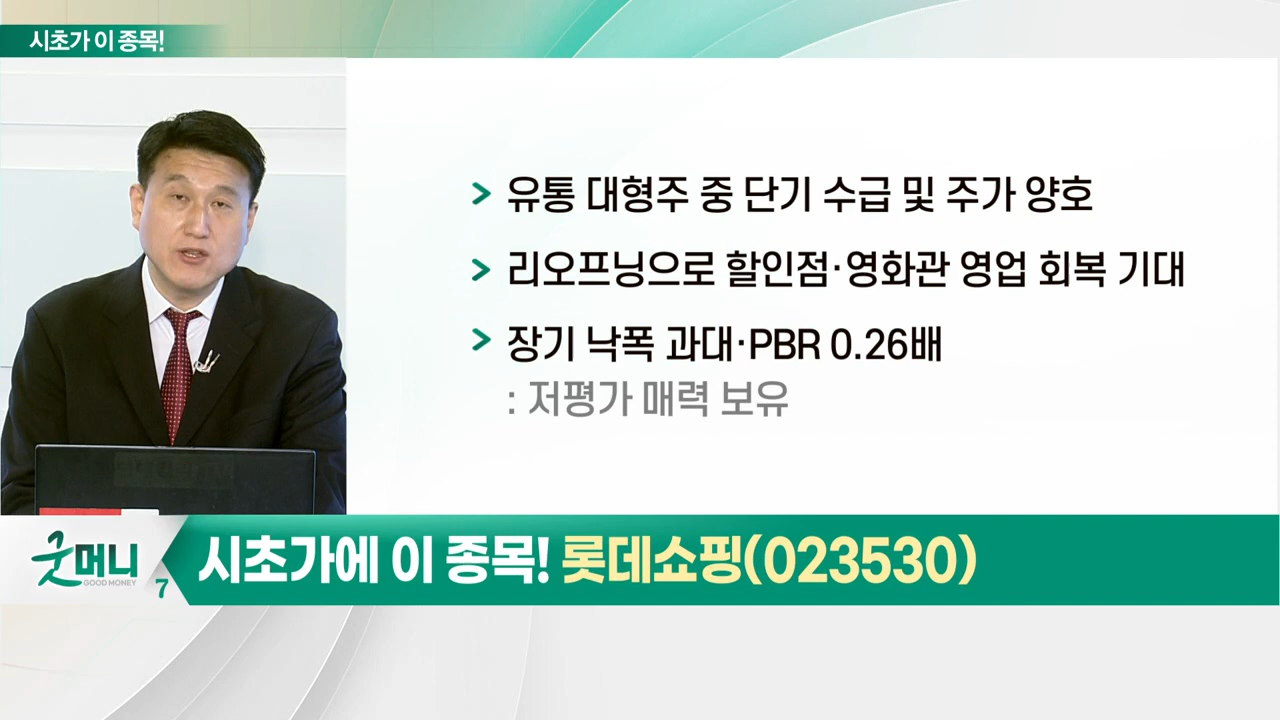 시초가 이 종목!
> 유통 대형주 중 단기 수급 및 주가 양호
> 리오프닝으로 할인점·영화관 영업 회복 기대
> 장기 낙폭 과대·PBR 0.26배
: 저평가 매력 보유
굿머니
GOOD MONEY
7
시초가에 이 종목! 롯데쇼핑(023530)